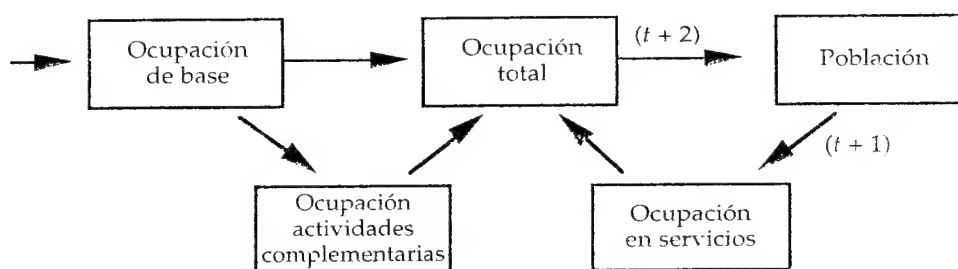 Ocupación
de base
Ocupación
total
(t + 2)
Población
(t + 1)
Ocupación
actividades
complementarias
Ocupación
en servicios